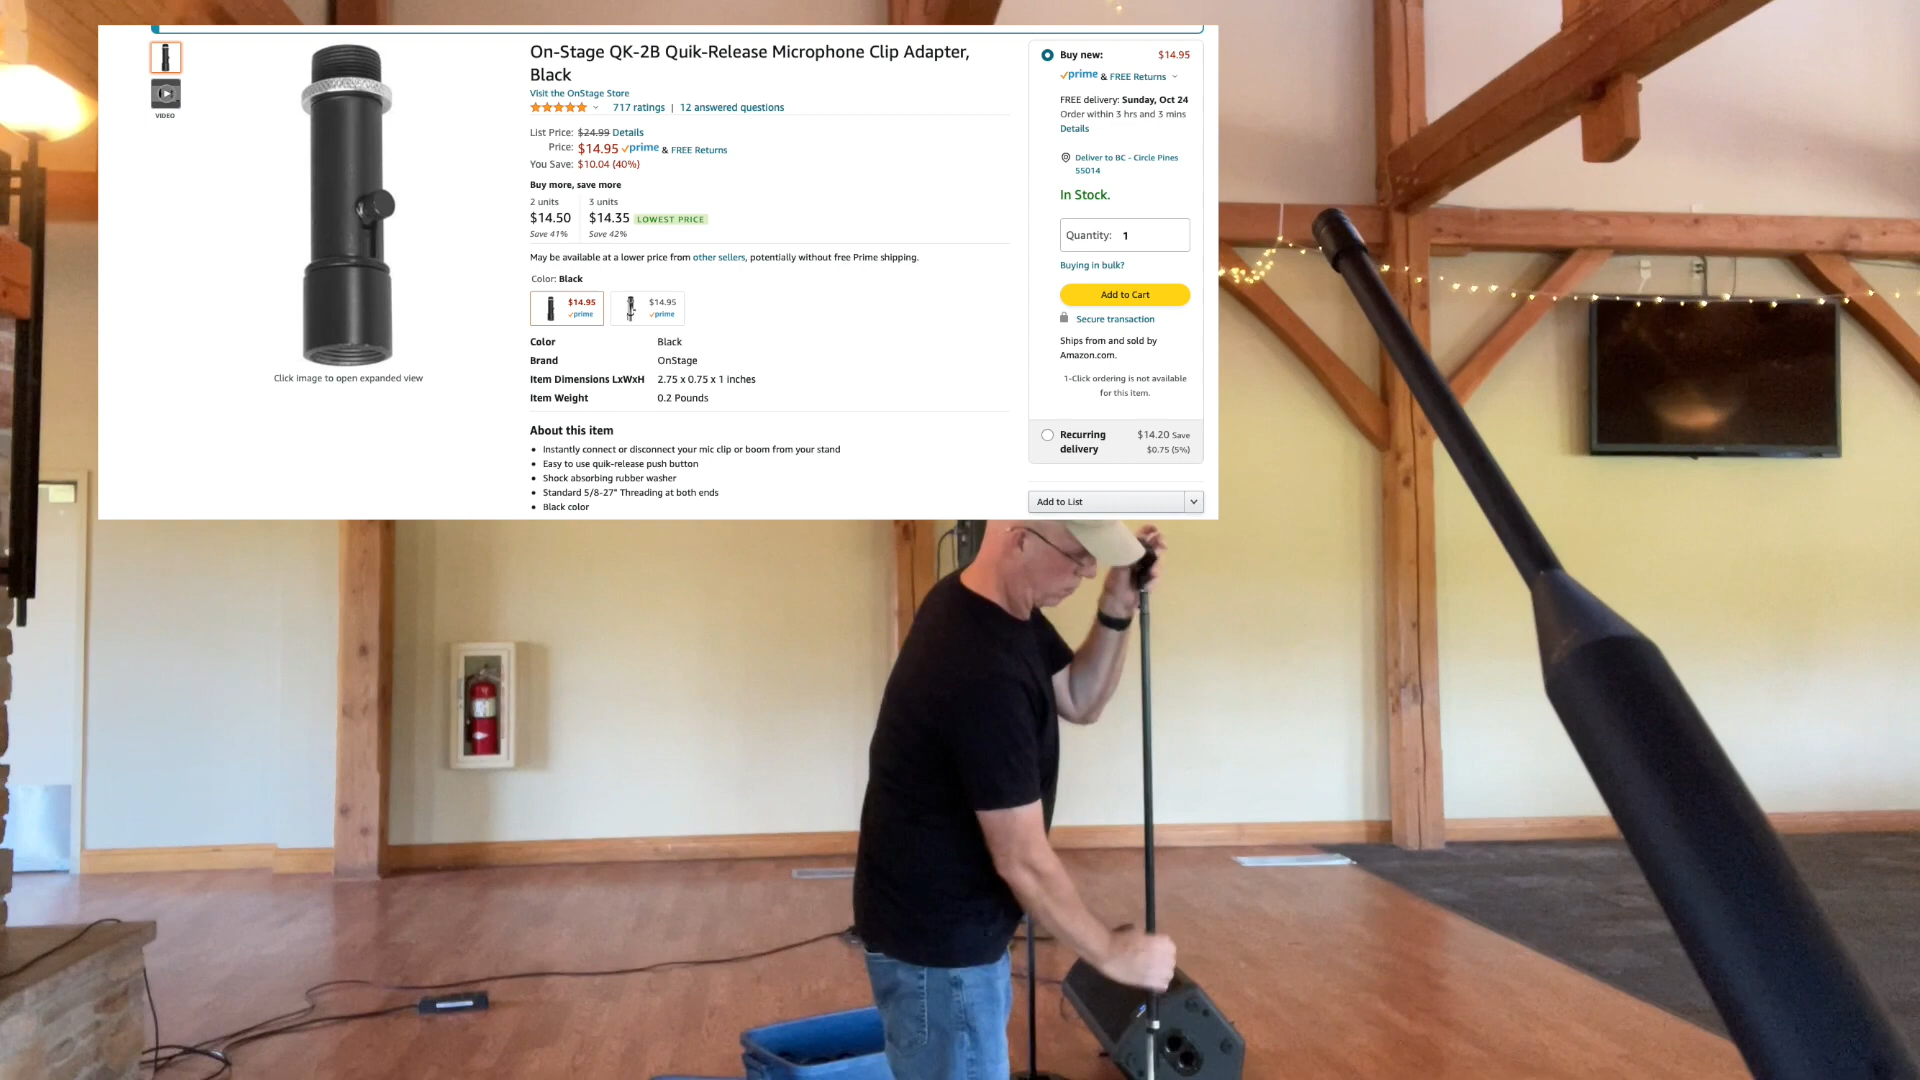 On-Stage QK-2B Quik-Release Microphone Clip Adapter,
Black
Visit the OnStage Store
717 ratings | 12 answered questions
List Price: $24.99 Details
Price: $14.95 prime & FREE Returns
You Save: $10.04 (40%)
Buy more, save more
2 units
$14.50
Save 41%
3 units
$14.35 LOWEST PRICE
Save 42%
May be available at a lower price from other sellers, potentially without free Prime shipping.
Color: Black
$14.95
prime
$14.95
prime
Color Black
Brand OnStage
Item Dimensions LxWxH 2.75 x 0.75 x 1 inches
Item Weight 0.2 Pounds
About this item
• Instantly connect or disconnect your mic clip or boom from your stand
• Easy to use quik-release push button
• Shock absorbing rubber washer
• Standard 5/8-27" Threading at both ends
• Black color
VIDEO
Click image to open expanded view
Buy new: $14.95
prime & FREE Returns
FREE delivery: Sunday, Oct 24
Order within 3 hrs and 3 mins
Details
Deliver to BC - Circle Pines
55014
In Stock.
Quantity: 1
Buying in bulk?
Add to Cart
Secure transaction
Ships from and sold by
Amazon.com.
1-Click ordering is not available
for this item.
Recurring
delivery
$14.20 Save
$0.75 (5%)
Add to List